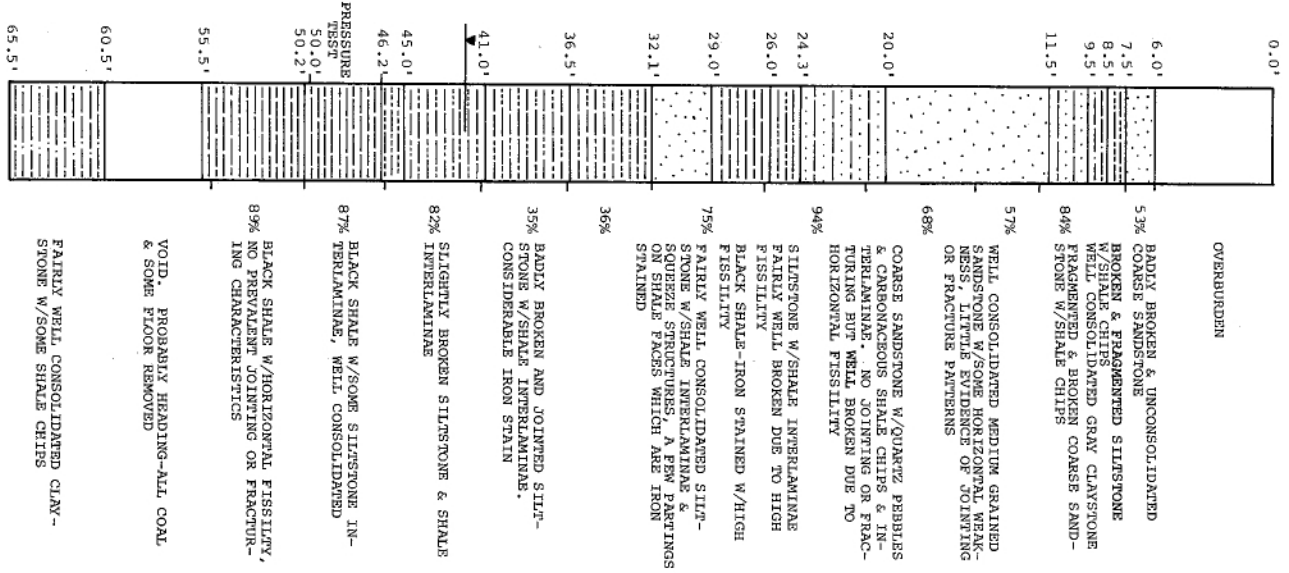 0.0'
6.0'
7.5'
8.5'
9.5'
11.5'
20.0'
24.3'
26.0'
29.0'
32.1'
36.5'
41.0'
45.0'
46.2'
PRESSURE
TEST
50.0'
50.2'
55.5'
60.5'
65.5'
OVERBURDEN
53% BADLY BROKEN & UNCONSOLIDATED
COARSE SANDSTONE
BROKEN & FRAGMENTED SILTSTONE
W/SHALE CHIPS
WELL CONSOLIDATED GRAY CLAYSTONE
84% FRAGMENTED & BROKEN COARSE SAND-
STONE W/SHALE CHIPS
57%
WELL CONSOLIDATED MEDIUM GRAINED
SANDSTONE W/SOME HORIZONTAL WEAK-
NESS, LITTLE EVIDENCE OF JOINTING
OR FRACTURE PATTERNS
68%
COARSE SANDSTONE W/QUARTZ PEBBLES
& CARBONACEOUS SHALE CHIPS & IN-
TERLAMINAE. NO JOINTING OR FRAC-
TURING BUT WELL BROKEN DUE TO
HORIZONTAL FISSILITY
94%
SILTSTONE W/SHALE INTERLAMINAE
FAIRLY WELL BROKEN DUE TO HIGH
FISSILITY
BLACK SHALE-IRON STAINED W/HIGH
FISSILITY
75% FAIRLY WELL CONSOLIDATED SILT-
STONE W/SHALE INTERLAMINAE &
SQUEEZE STRUCTURES, A FEW PARTINGS
ON SHALE FACES WHICH ARE IRON
STAINED
36%
35% BADLY BROKEN AND JOINTED SILT-
STONE W/SHALE INTERLAMINAE.
CONSIDERABLE IRON STAIN
82% SLIGHTLY BROKEN SILTSTONE & SHALE
INTERLAMINAE
87% BLACK SHALE W/SOME SILTSTONE IN-
TERLAMINAE, WELL CONSOLIDATED
89% BLACK SHALE W/HORIZONTAL FISSILTY,
NO PREVALENT JOINTING OR FRACTUR-
ING CHARACTERISTICS
VOID. PROBABLY HEADING-ALL COAL
& SOME FLOOR REMOVED
FAIRLY WELL CONSOLIDATED CLAY-
STONE W/SOME SHALE CHIPS